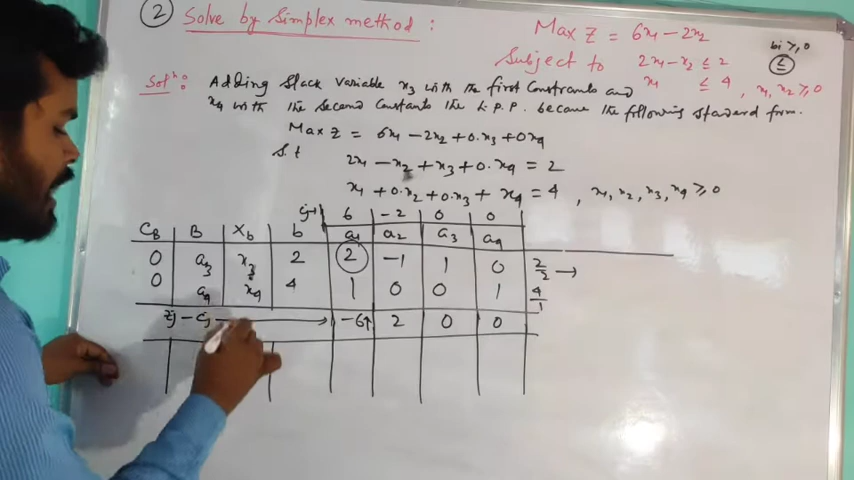 ② Solve by Simplex method :
Max Z = 6x₁ - 2x₂
Subject to 2x₁ - x₂ ≤ 2
x₁ ≤ 4 , x₁, x₂ ≥ 0
bi ≥, 0
≤
Solⁿ: Adding Slack variable x₃ with the first Constraints and
x₄ with the Second Constants the L.P.P. became the following standard form.
Max Z = 6x₁ - 2x₂ + 0.x₃ + 0x₄
S.t
2x₁ - x₂ + x₃ + 0.x₄ = 2
x₁ + 0.x₂ + 0.x₃ + x₄ = 4 , x₁, x₂, x₃, x₄ ≥ 0
Cj→ 6 -2 0 0
C_B B X_b b a₁ a₂ a₃ a₄
0 a₃ x₃ 2 2 -1 1 0 2/2 →
0 a₄ x₄ 4 1 0 0 1 4/1
Zj - Cj → -6↑ 2 0 0